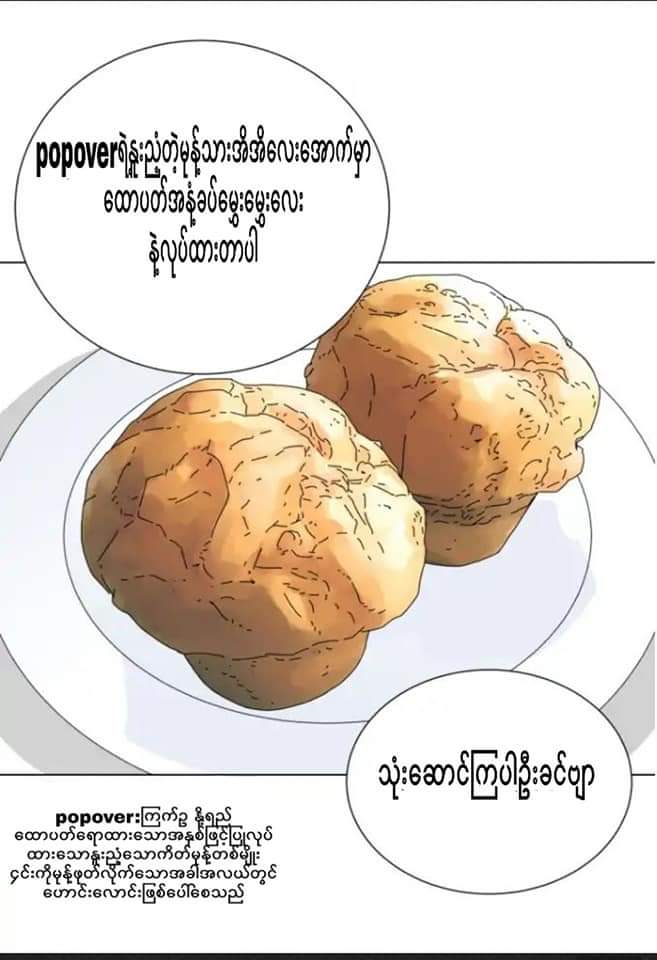 popoverရဲ့နူးညံ့တဲ့မုန့်သားအိအိလေးအောက်မှာ
ထောပတ်အနံ့ခပ်မွှေးမွှေးလေး
နဲ့လုပ်ထားတာပါ
သုံးဆောင်ကြပါဦးခင်ဗျာ
popover:ကြက်ဥ နို့ရည်
ထောပတ်ရောထားသောအနှစ်ဖြင့်ပြုလုပ်
ထားသောနူးညံ့သောကိတ်မုန့်တစ်မျိုး
၄င်းကိုမုန့်ဖုတ်လိုက်သောအခါအလယ်တွင်
ဟောင်းလောင်းဖြစ်ပေါ်စေသည်